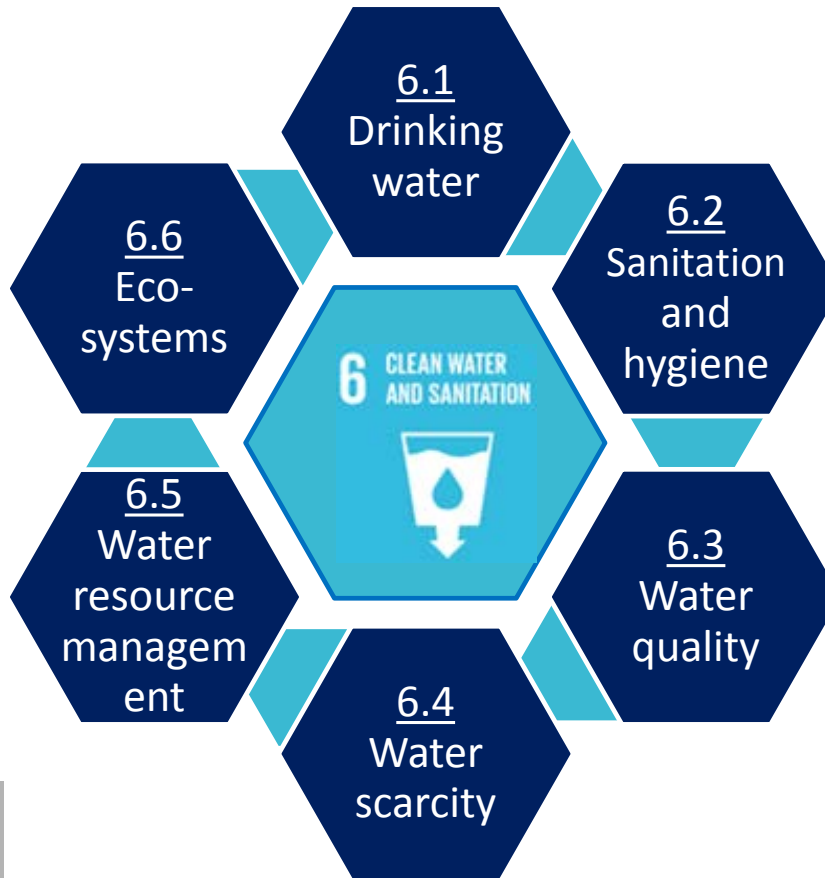 6.1
Drinking
water
6.2
Sanitation
and
hygiene
6.3
Water
quality
6.4
Water
scarcity
6.5
Water
resource
managem
ent
6.6
Eco-
systems
6 CLEAN WATER
AND SANITATION